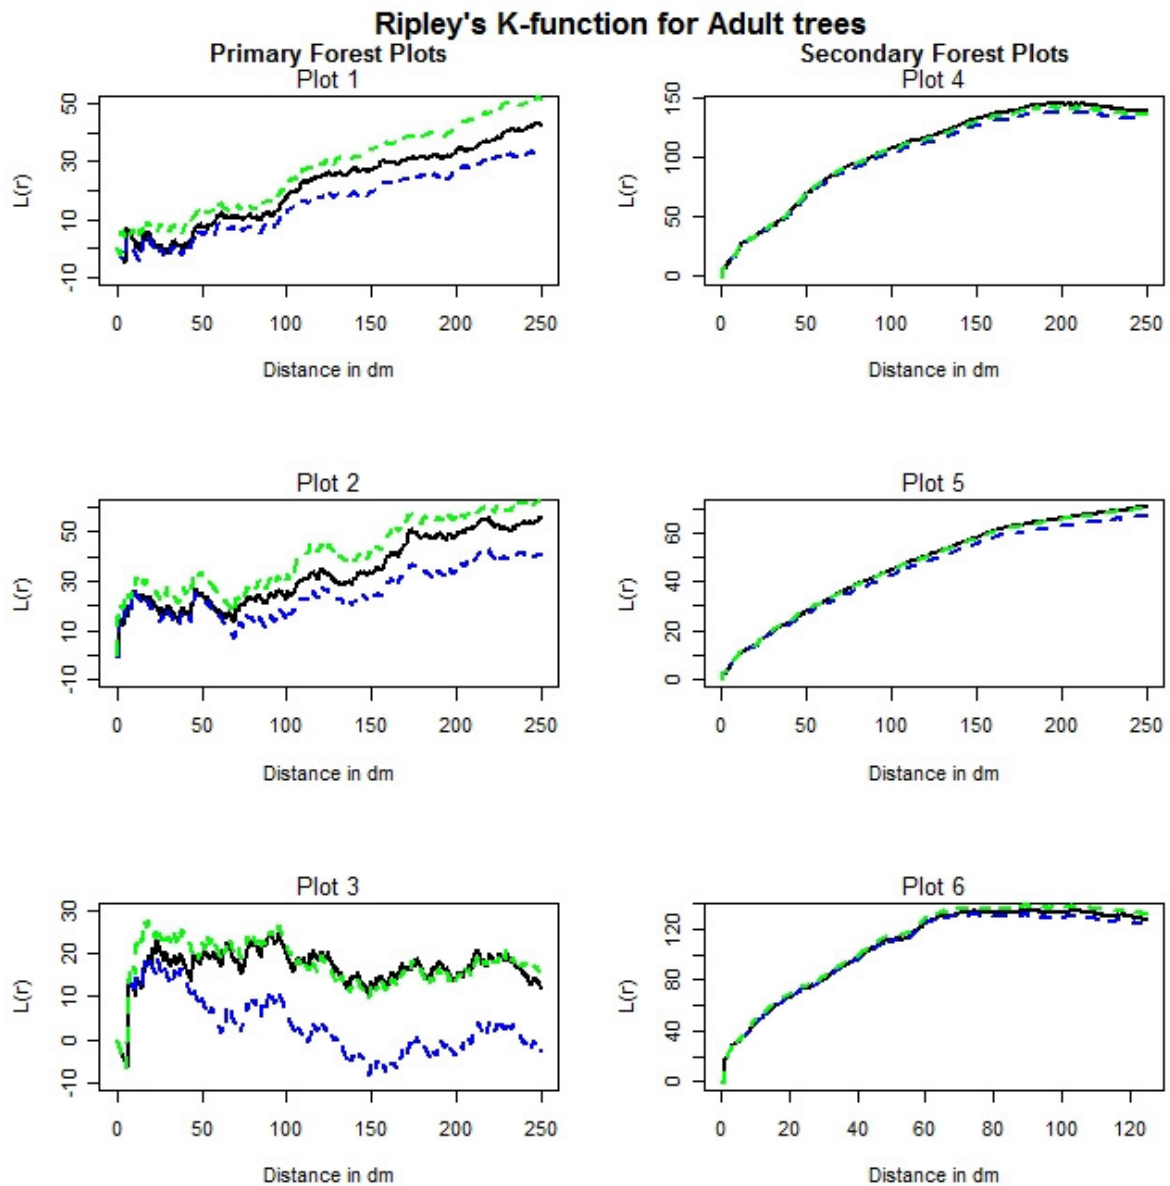 Ripley's K-function for Adult trees
Primary Forest Plots
Secondary Forest Plots
Plot 1
L(r)
50
30
10
-10
0 50 100 150 200 250
Distance in dm
Plot 4
L(r)
150
100
50
0
0 50 100 150 200 250
Distance in dm
Plot 2
L(r)
50
30
10
-10
0 50 100 150 200 250
Distance in dm
Plot 5
L(r)
60
40
20
0
0 50 100 150 200 250
Distance in dm
Plot 3
L(r)
30
20
10
0
-10
0 50 100 150 200 250
Distance in dm
Plot 6
L(r)
120
80
40
0
0 20 40 60 80 100 120
Distance in dm